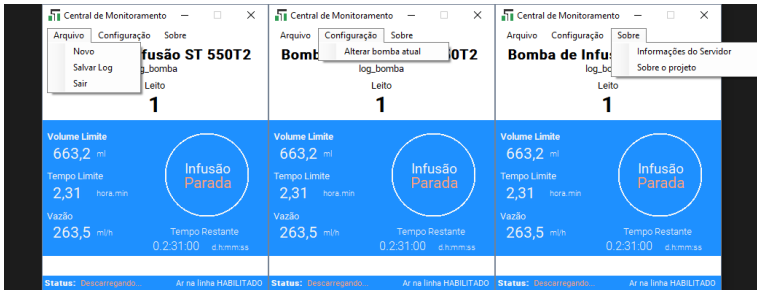 Central de Monitoramento
Arquivo Configuração Sobre
Novo
Salvar Log
Sair
fusão ST 550T2
g_bomba
Leito
1
Volume Limite
663,2 ml
Tempo Limite
2,31 hora.min
Vazão
263,5 ml/h
Infusão
Parada
Tempo Restante
0.2:31:00 d.h:mm:ss
Status: Descarregando... Ar na linha HABILITADO
Central de Monitoramento
Arquivo Configuração Sobre
Alterar bomba atual
Bomb 0T2
log_bomba
Leito
1
Volume Limite
663,2 ml
Tempo Limite
2,31 hora.min
Vazão
263,5 ml/h
Infusão
Parada
Tempo Restante
0.2:31:00 d.h:mm:ss
Status: Descarregando... Ar na linha HABILITADO
Central de Monitoramento
Arquivo Configuração Sobre
Informações do Servidor
Sobre o projeto
Bomba de Infu
log_bo
Leito
1
Volume Limite
663,2 ml
Tempo Limite
2,31 hora.min
Vazão
263,5 ml/h
Infusão
Parada
Tempo Restante
0.2:31:00 d.h:mm:ss
Status: Descarregando... Ar na linha HABILITADO